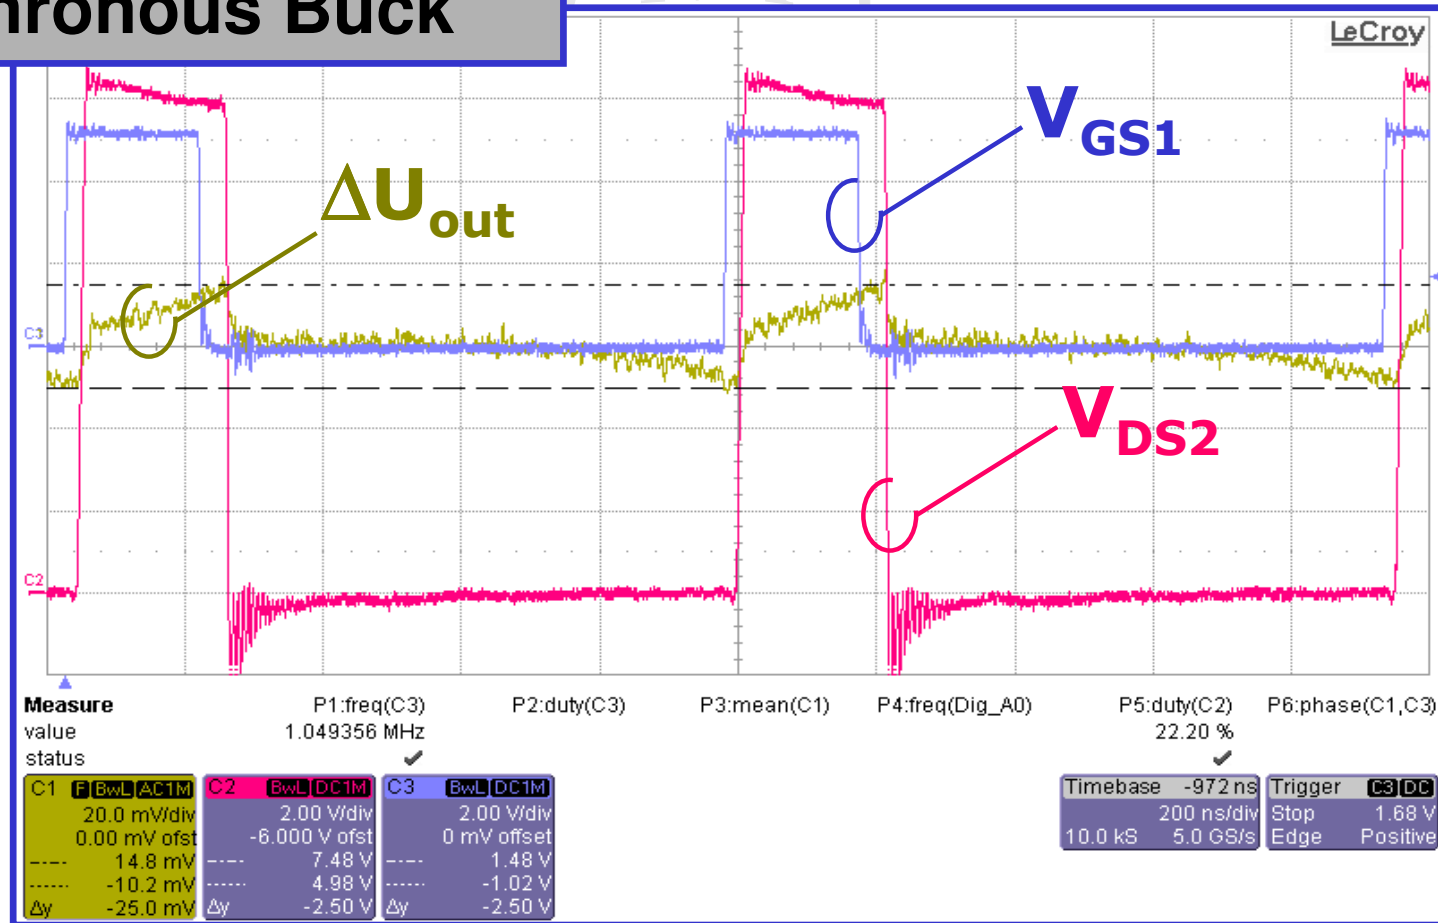 hronous Buck
LeCroy
V GS1
ΔU out
C3
V DS2
C2
Measure P1:freq(C3) P2:duty(C3) P3:mean(C1) P4:freq(Dig_A0) P5:duty(C2) P6:phase(C1,C3)
value 1.049356 MHz 22.20 %
status ✔ ✔
C1 F BwL AC1M C2 BwL DC1M C3 BwL DC1M Timebase -972 ns Trigger C3 DC
20.0 mV/div 2.00 V/div 2.00 V/div 200 ns/div Stop 1.68 V
0.00 mV ofst -6.000 V ofst 0 mV offset 10.0 kS 5.0 GS/s Edge Positive
14.8 mV 7.48 V 1.48 V
-10.2 mV 4.98 V -1.02 V
Δy -25.0 mV Δy -2.50 V Δy -2.50 V